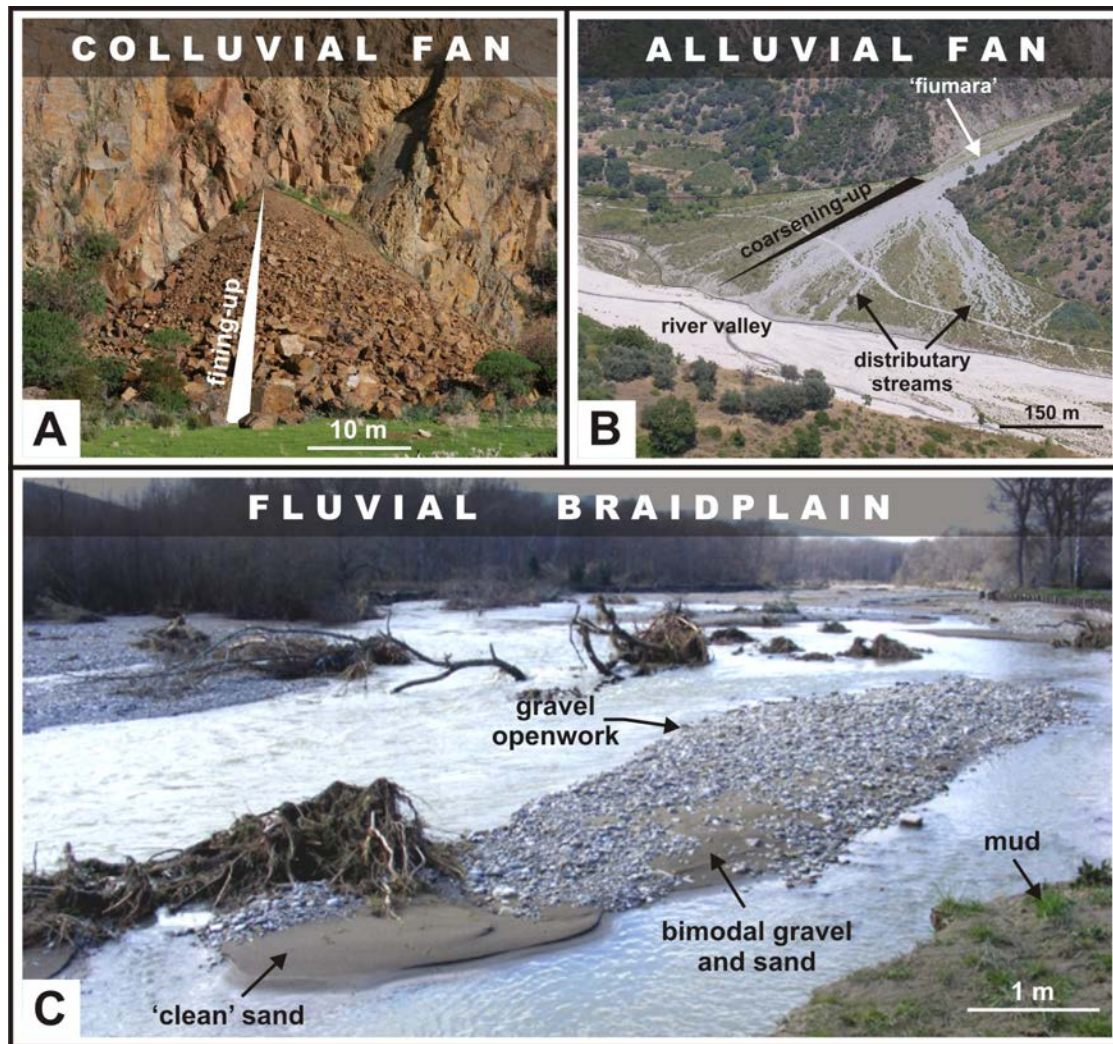 COLLUVIAL FAN
fining-up
A
10 m
ALLUVIAL FAN
‘fiumara’
coarsening-up
river valley
distributary
streams
B
150 m
FLUVIAL BRAIDPLAIN
gravel
openwork
mud
bimodal gravel
and sand
‘clean’ sand
C
1 m